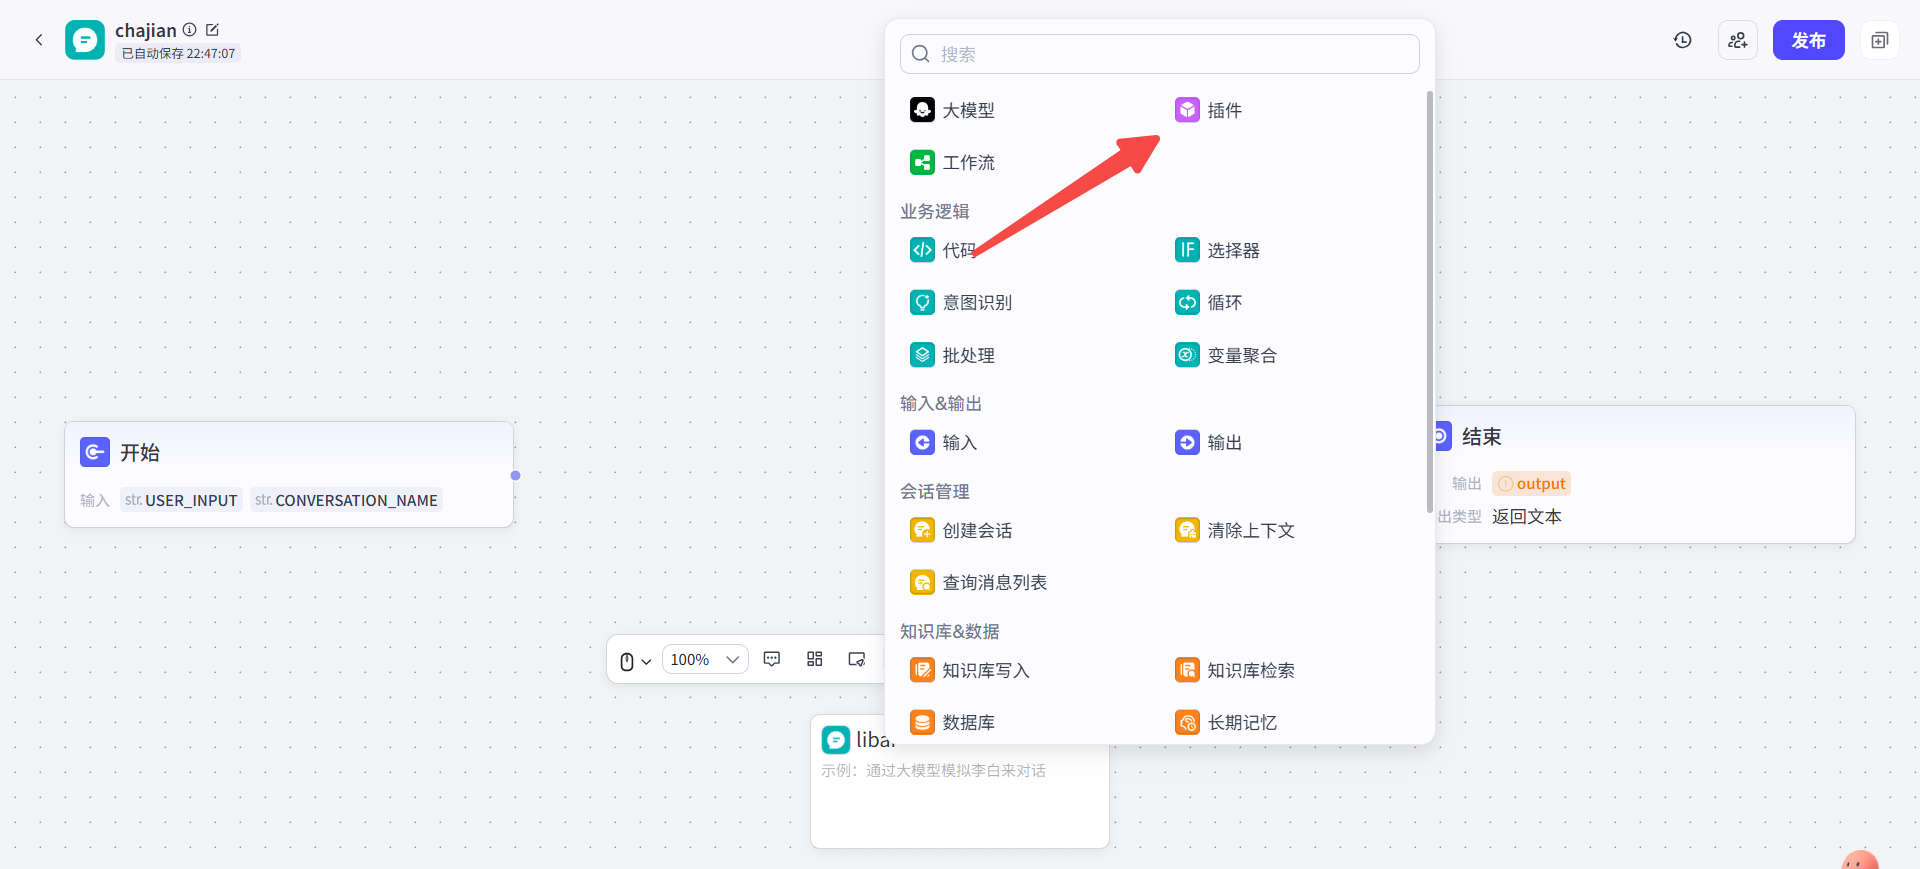 chajian
已自动保存 22:47:07
发布
搜索
大模型
插件
工作流
业务逻辑
代码
选择器
意图识别
循环
批处理
变量聚合
输入&输出
输入
输出
会话管理
创建会话
清除上下文
查询消息列表
知识库&数据
知识库写入
知识库检索
数据库
长期记忆
开始
输入 str. USER_INPUT str. CONVERSATION_NAME
结束
输出 output
出类型 返回文本
100%
libai
示例：通过大模型模拟李白来对话